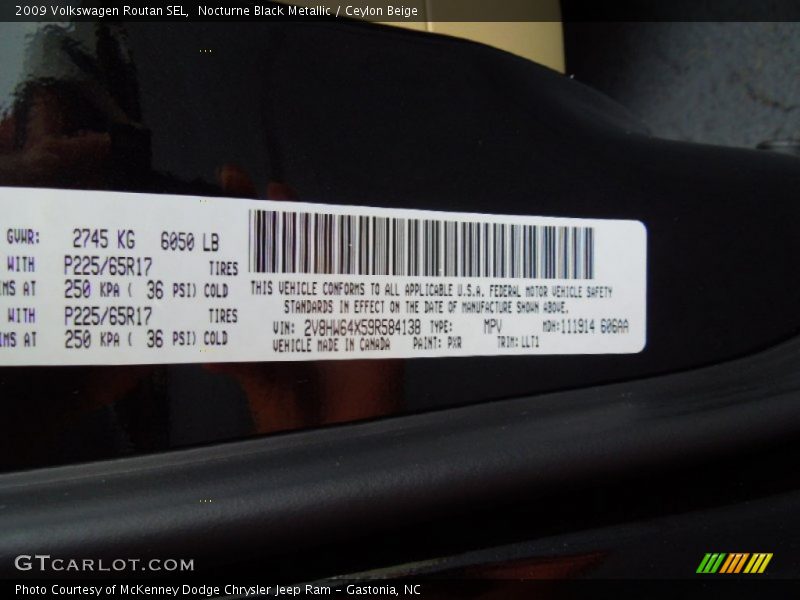 2009 Volkswagen Routan SEL, Nocturne Black Metallic / Ceylon Beige
GVWR: 2745 KG 6050 LB
WITH P225/65R17 TIRES
IMS AT 250 KPA ( 36 PSI) COLD
WITH P225/65R17 TIRES
IMS AT 250 KPA ( 36 PSI) COLD
THIS VEHICLE CONFORMS TO ALL APPLICABLE U.S.A. FEDERAL MOTOR VEHICLE SAFETY
STANDARDS IN EFFECT ON THE DATE OF MANUFACTURE SHOWN ABOVE.
VIN: 2V8HW64X59R584138 TYPE: MPV MDH:111914 606AA
VEHICLE MADE IN CANADA PAINT: PXR TRIM: LLT1
GTCARLOT.COM
Photo Courtesy of McKenney Dodge Chrysler Jeep Ram - Gastonia, NC